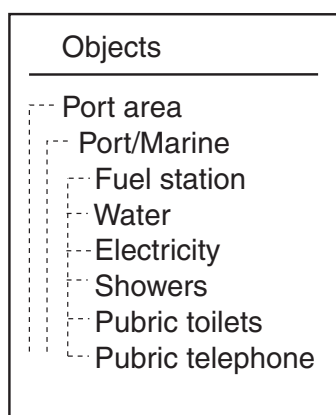 Objects
Port area
Port/Marine
Fuel station
Water
Electricity
Showers
Pubric toilets
Pubric telephone